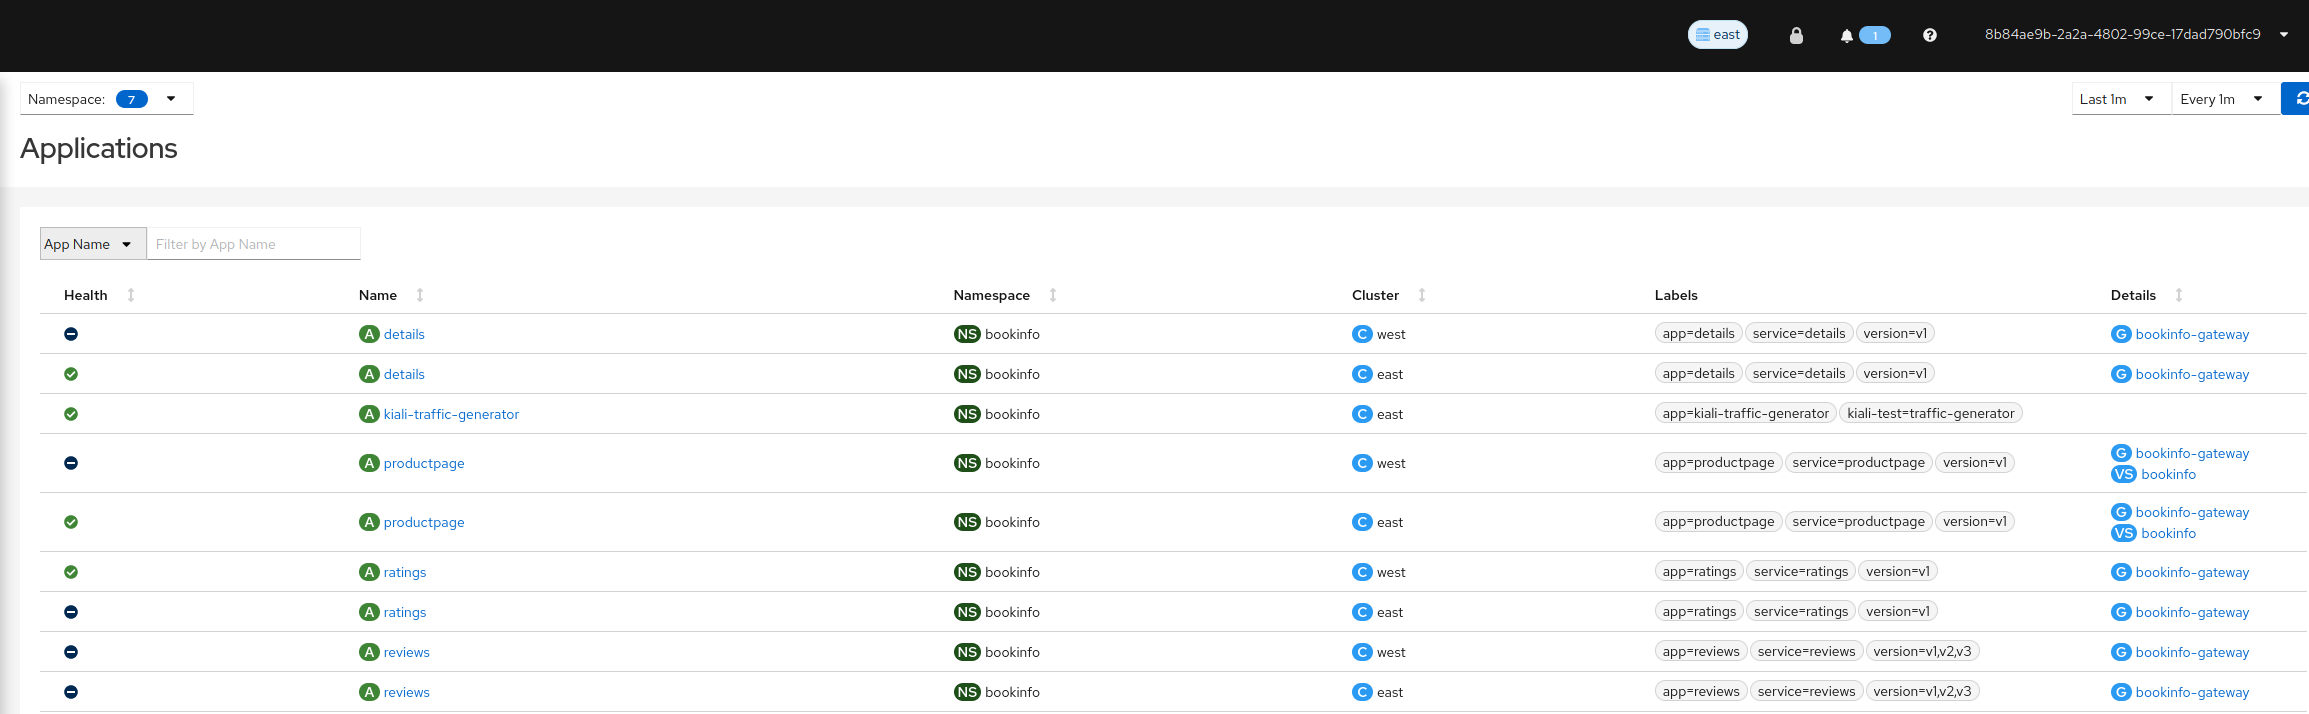 east 1 8b84ae9b-2a2a-4802-99ce-17dad790bfc9
Namespace: 7 Last 1m Every 1m
Applications
App Name Filter by App Name
Health Name Namespace Cluster Labels Details
A details NS bookinfo C west app=details service=details version=v1 G bookinfo-gateway
A details NS bookinfo C east app=details service=details version=v1 G bookinfo-gateway
A kiali-traffic-generator NS bookinfo C east app=kiali-traffic-generator kiali-test=traffic-generator
A productpage NS bookinfo C west app=productpage service=productpage version=v1 G bookinfo-gateway
VS bookinfo
A productpage NS bookinfo C east app=productpage service=productpage version=v1 G bookinfo-gateway
VS bookinfo
A ratings NS bookinfo C west app=ratings service=ratings version=v1 G bookinfo-gateway
A ratings NS bookinfo C east app=ratings service=ratings version=v1 G bookinfo-gateway
A reviews NS bookinfo C west app=reviews service=reviews version=v1,v2,v3 G bookinfo-gateway
A reviews NS bookinfo C east app=reviews service=reviews version=v1,v2,v3 G bookinfo-gateway